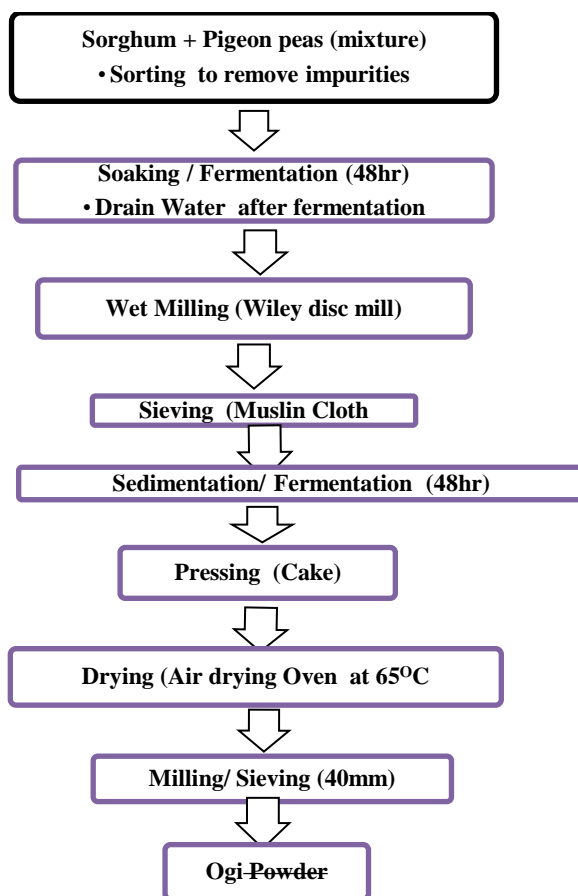 Sorghum + Pigeon peas (mixture)
• Sorting to remove impurities
Soaking / Fermentation (48hr)
• Drain Water after fermentation
Wet Milling (Wiley disc mill)
Sieving (Muslin Cloth
Sedimentation/ Fermentation (48hr)
Pressing (Cake)
Drying (Air drying Oven at 65⁰C
Milling/ Sieving (40mm)
Ogi Powder